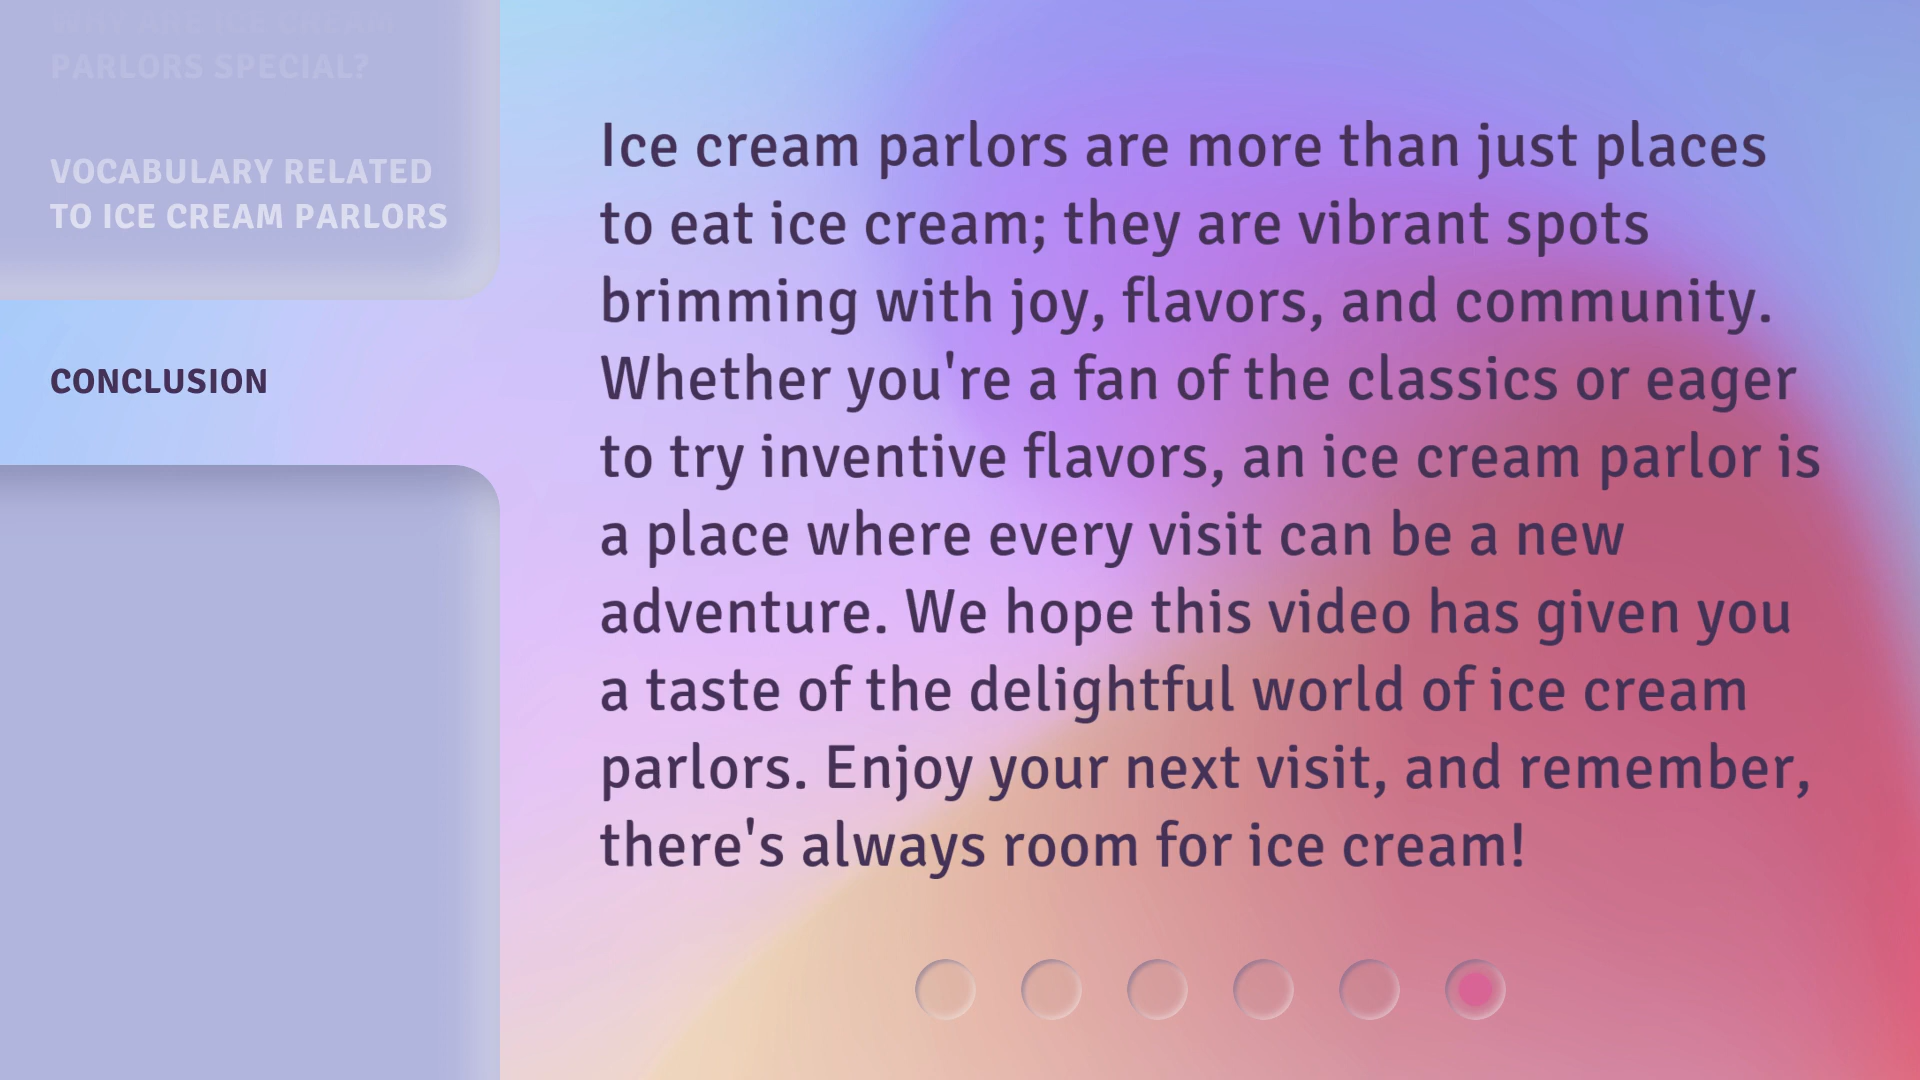 WHY ARE ICE CREAM
PARLORS SPECIAL?
VOCABULARY RELATED
TO ICE CREAM PARLORS
CONCLUSION
Ice cream parlors are more than just places
to eat ice cream; they are vibrant spots
brimming with joy, flavors, and community.
Whether you're a fan of the classics or eager
to try inventive flavors, an ice cream parlor is
a place where every visit can be a new
adventure. We hope this video has given you
a taste of the delightful world of ice cream
parlors. Enjoy your next visit, and remember,
there's always room for ice cream!